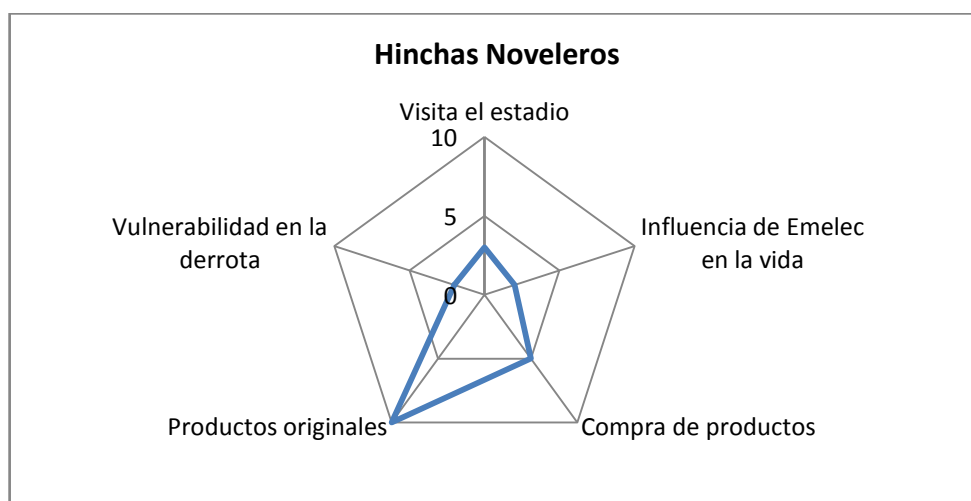 Hinchas Noveleros
Visita el estadio
10
5
0
Influencia de Emelec
en la vida
Compra de productos
Productos originales
Vulnerabilidad en la
derrota